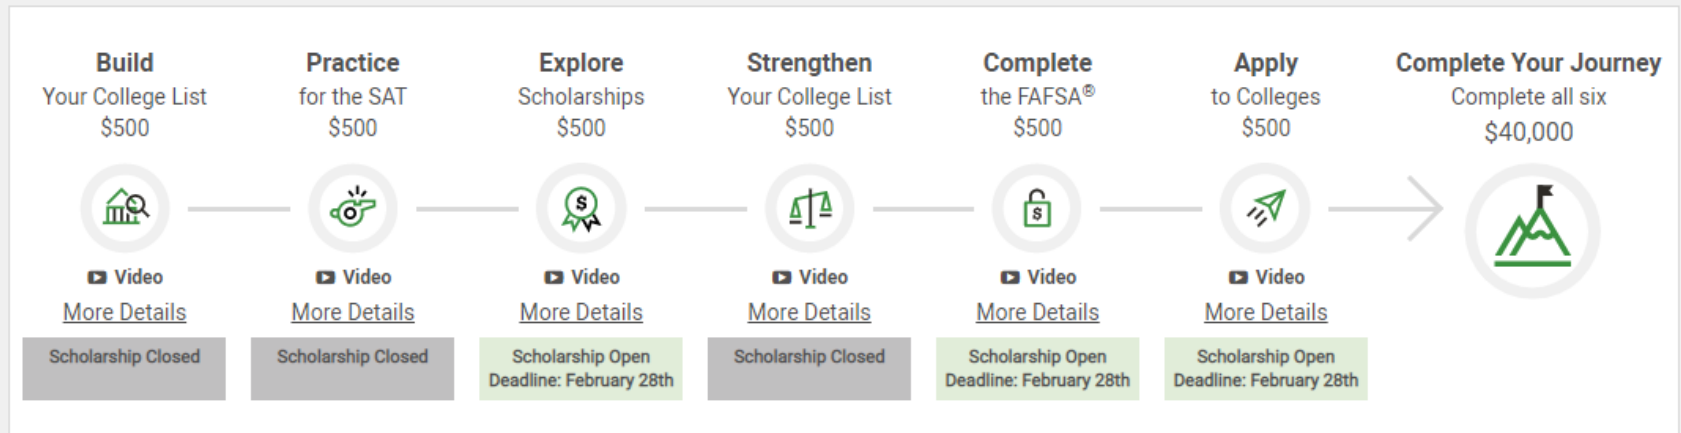 Build
Your College List
$500
Practice
for the SAT
$500
Explore
Scholarships
$500
Strengthen
Your College List
$500
Complete
the FAFSA®
$500
Apply
to Colleges
$500
Complete Your Journey
Complete all six
$40,000
$
$
Video
More Details
Scholarship Closed
Video
More Details
Scholarship Closed
Video
More Details
Scholarship Open
Deadline: February 28th
Video
More Details
Scholarship Closed
Video
More Details
Scholarship Open
Deadline: February 28th
Video
More Details
Scholarship Open
Deadline: February 28th